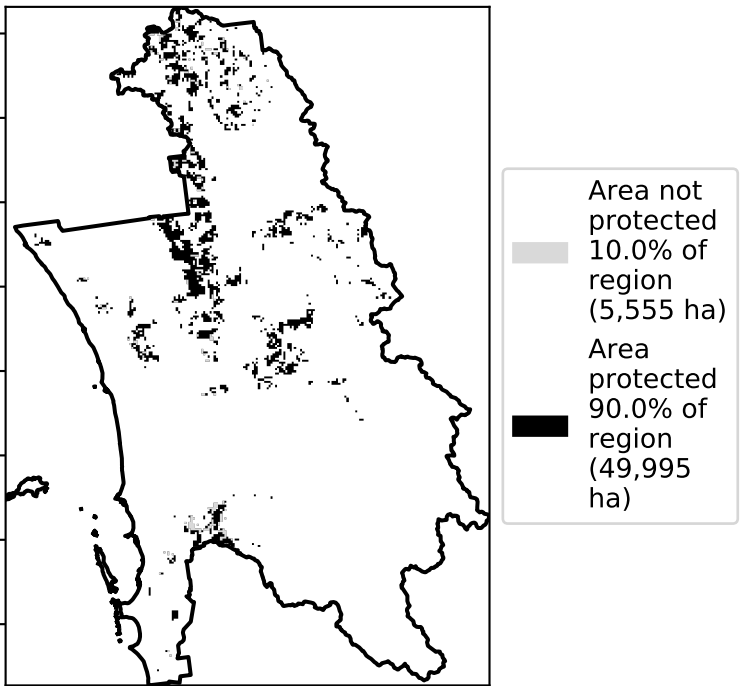 Area not
protected
10.0% of
region
(5,555 ha)
Area
protected
90.0% of
region
(49,995
ha)